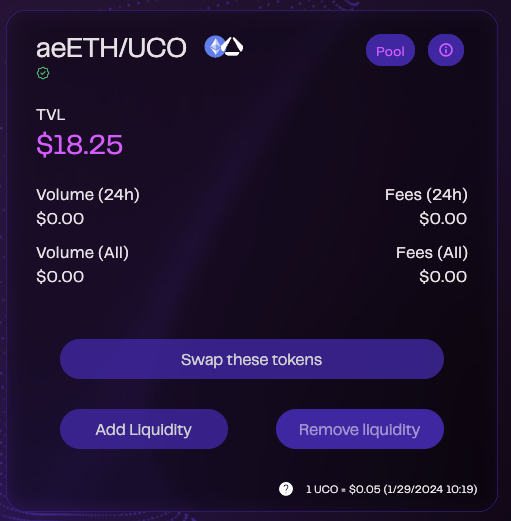 aeETH/UCO
Pool
TVL
$18.25
Volume (24h) Fees (24h)
$0.00 $0.00
Volume (All) Fees (All)
$0.00 $0.00
Swap these tokens
Add Liquidity Remove liquidity
? 1 UCO = $0.05 (1/29/2024 10:19)